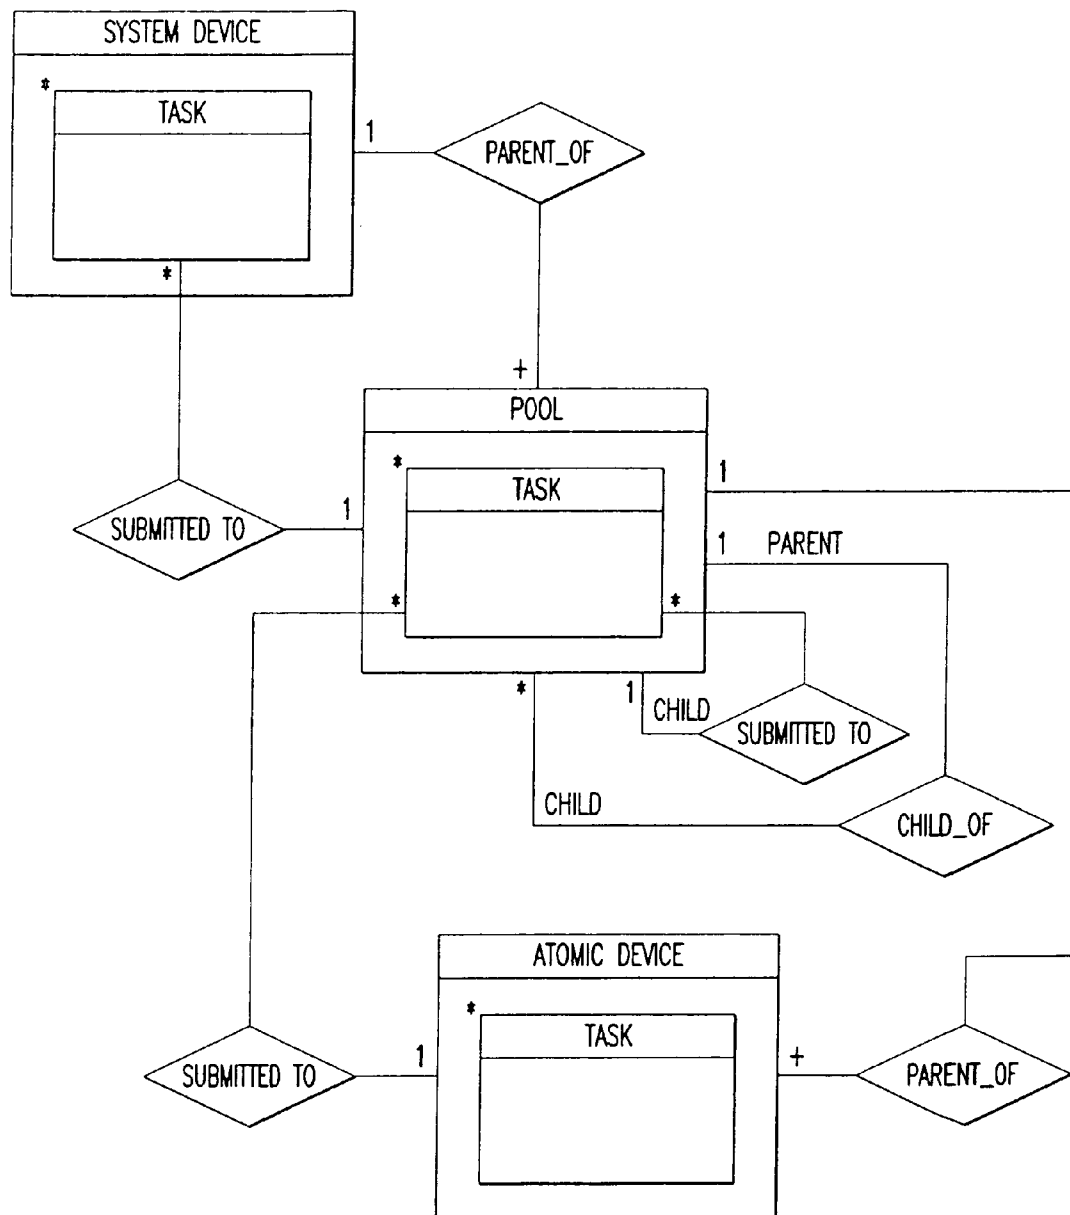 SYSTEM DEVICE
*
TASK
1
PARENT_OF
*
+
POOL
*
TASK
1
1
SUBMITTED TO
1 PARENT
*
*
*
1
CHILD
SUBMITTED TO
CHILD
CHILD_OF
ATOMIC DEVICE
*
TASK
1
+
SUBMITTED TO
PARENT_OF